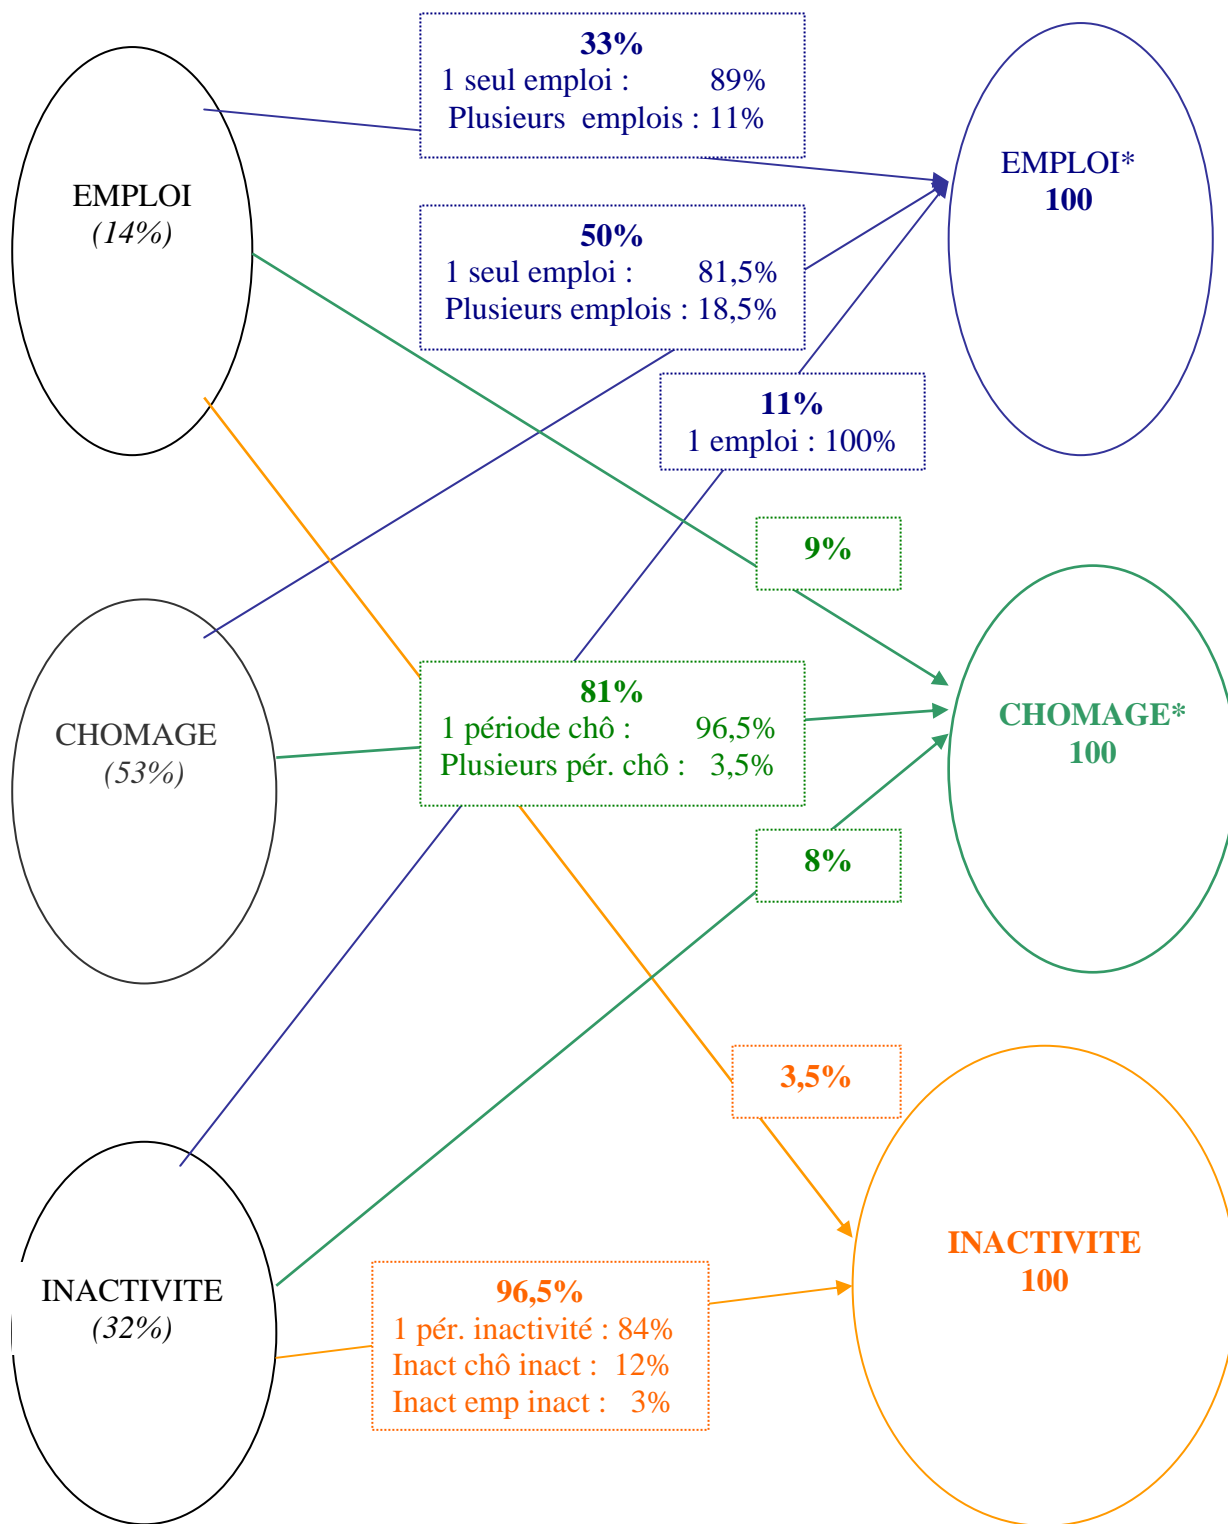 33%
1 seul emploi : 89%
Plusieurs emplois : 11%
EMPLOI
(14%)
EMPLOI*
100
50%
1 seul emploi : 81,5%
Plusieurs emplois : 18,5%
11%
1 emploi : 100%
9%
CHOMAGE
(53%)
81%
1 période chô : 96,5%
Plusieurs pér. chô : 3,5%
CHOMAGE*
100
8%
3,5%
INACTIVITE
(32%)
96,5%
1 pér. inactivité : 84%
Inact chô inact : 12%
Inact emp inact : 3%
INACTIVITE
100